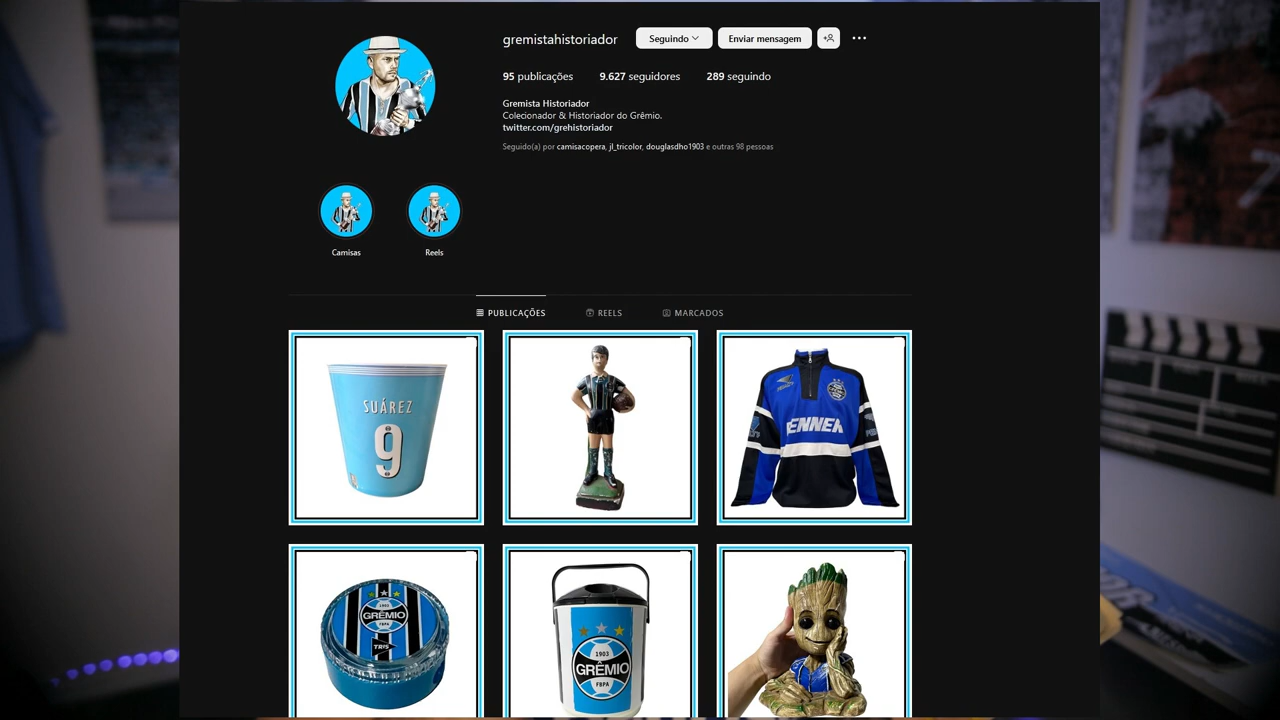 gremistahistoriador
Seguindo
Enviar mensagem
95 publicações
9.627 seguidores
289 seguindo
Gremista Historiador
Colecionador & Historiador do Grêmio.
twitter.com/grehistoriador
Seguido(a) por camisacopera, jl_tricolor, douglasdho1903 e outras 98 pessoas
Camisas
Reels
PUBLICAÇÕES
REELS
MARCADOS
SUÁREZ
9
RENNER
1903
GRÊMIO
FBPA
TRIS
1903
GRÊMIO
FBPA